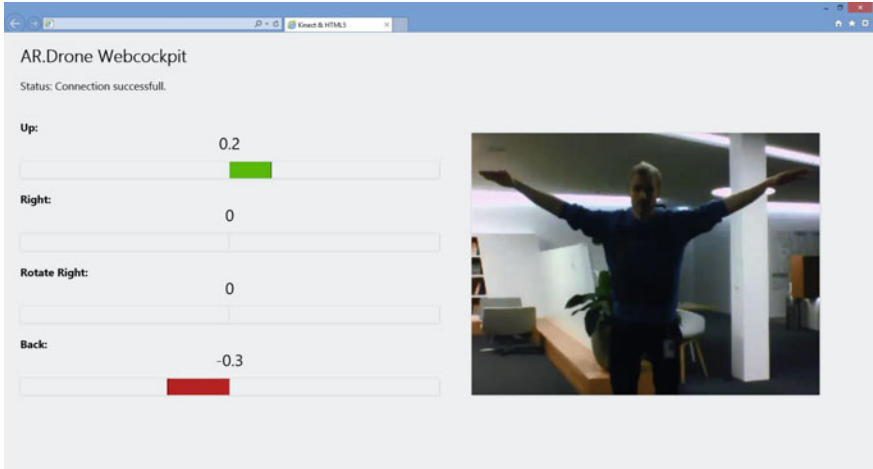 Kinect & HTML5
AR.Drone Webcockpit
Status: Connection successfull.
Up:
0.2
Right:
0
Rotate Right:
0
Back:
-0.3